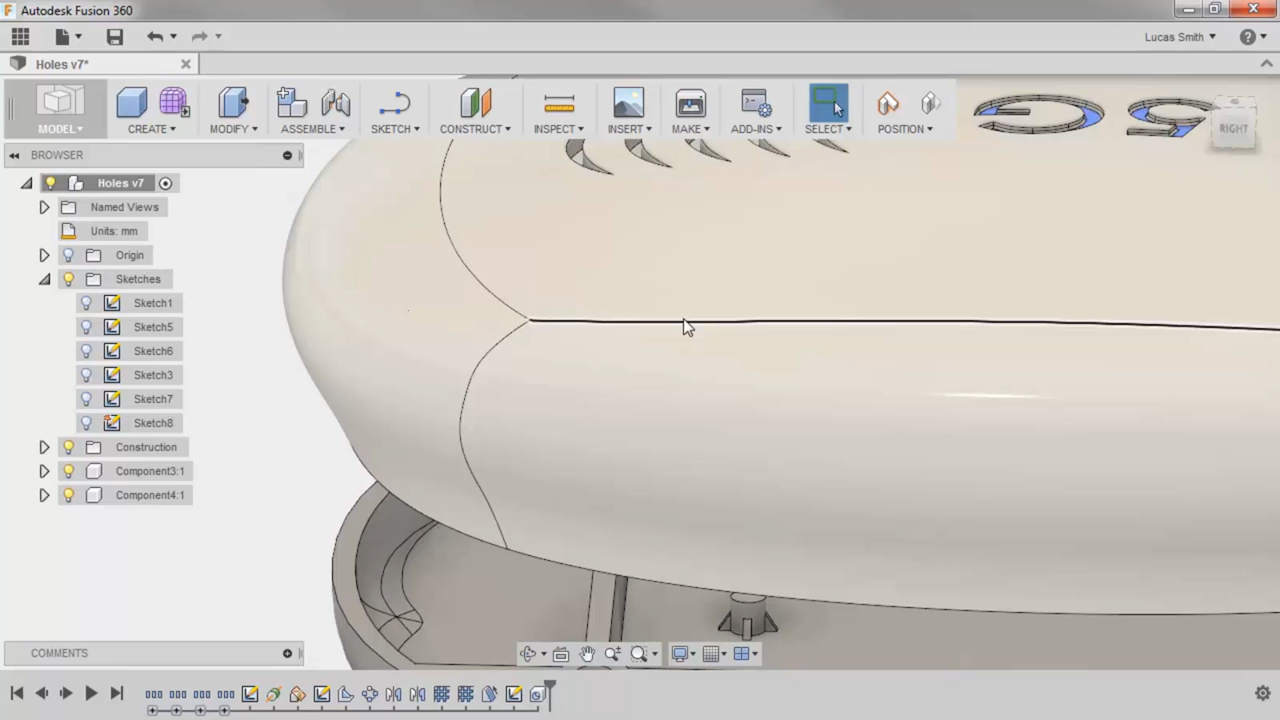 Autodesk Fusion 360
Lucas Smith
Holes v7*
MODEL
CREATE
MODIFY
ASSEMBLE
SKETCH
CONSTRUCT
INSPECT
INSERT
MAKE
ADD-INS
SELECT
POSITION
RIGHT
BROWSER
Holes v7
Named Views
Units: mm
Origin
Sketches
Sketch1
Sketch5
Sketch6
Sketch3
Sketch7
Sketch8
Construction
Component3:1
Component4:1
COMMENTS